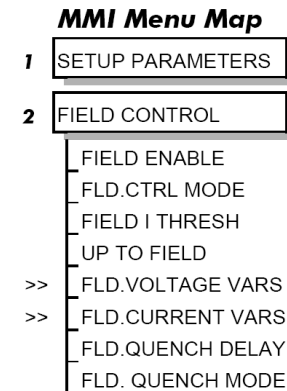 MMI Menu Map
1 SETUP PARAMETERS
2 FIELD CONTROL
FIELD ENABLE
FLD.CTRL MODE
FIELD I THRESH
UP TO FIELD
>> FLD.VOLTAGE VARS
>> FLD.CURRENT VARS
FLD.QUENCH DELAY
FLD. QUENCH MODE